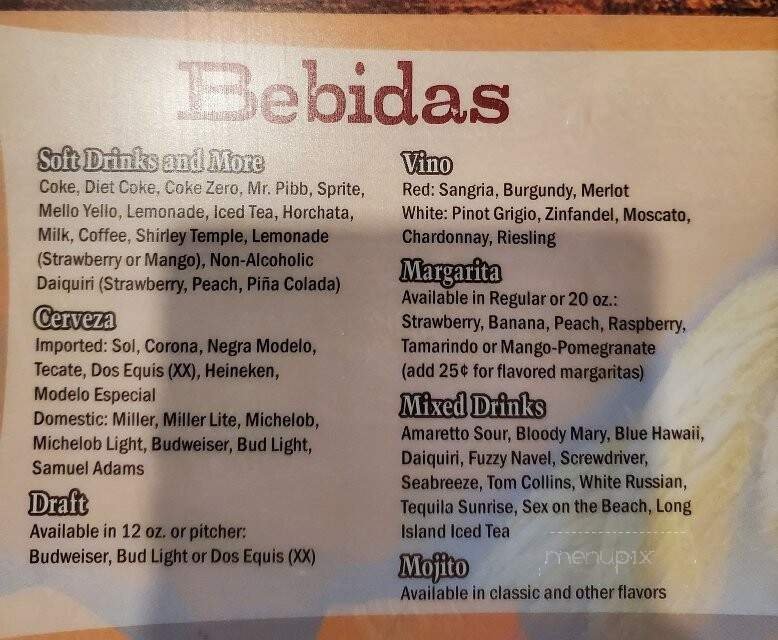 Bebidas
Soft Drinks and More
Coke, Diet Coke, Coke Zero, Mr. Pibb, Sprite,
Mello Yello, Lemonade, Iced Tea, Horchata,
Milk, Coffee, Shirley Temple, Lemonade
(Strawberry or Mango), Non-Alcoholic
Daiquiri (Strawberry, Peach, Piña Colada)
Cerveza
Imported: Sol, Corona, Negra Modelo,
Tecate, Dos Equis (XX), Heineken,
Modelo Especial
Domestic: Miller, Miller Lite, Michelob,
Michelob Light, Budweiser, Bud Light,
Samuel Adams
Draft
Available in 12 oz. or pitcher:
Budweiser, Bud Light or Dos Equis (XX)
Vino
Red: Sangria, Burgundy, Merlot
White: Pinot Grigio, Zinfandel, Moscato,
Chardonnay, Riesling
Margarita
Available in Regular or 20 oz.:
Strawberry, Banana, Peach, Raspberry,
Tamarindo or Mango-Pomegranate
(add 25¢ for flavored margaritas)
Mixed Drinks
Amaretto Sour, Bloody Mary, Blue Hawaii,
Daiquiri, Fuzzy Navel, Screwdriver,
Seabreeze, Tom Collins, White Russian,
Tequila Sunrise, Sex on the Beach, Long
Island Iced Tea
menupix
Mojito
Available in classic and other flavors